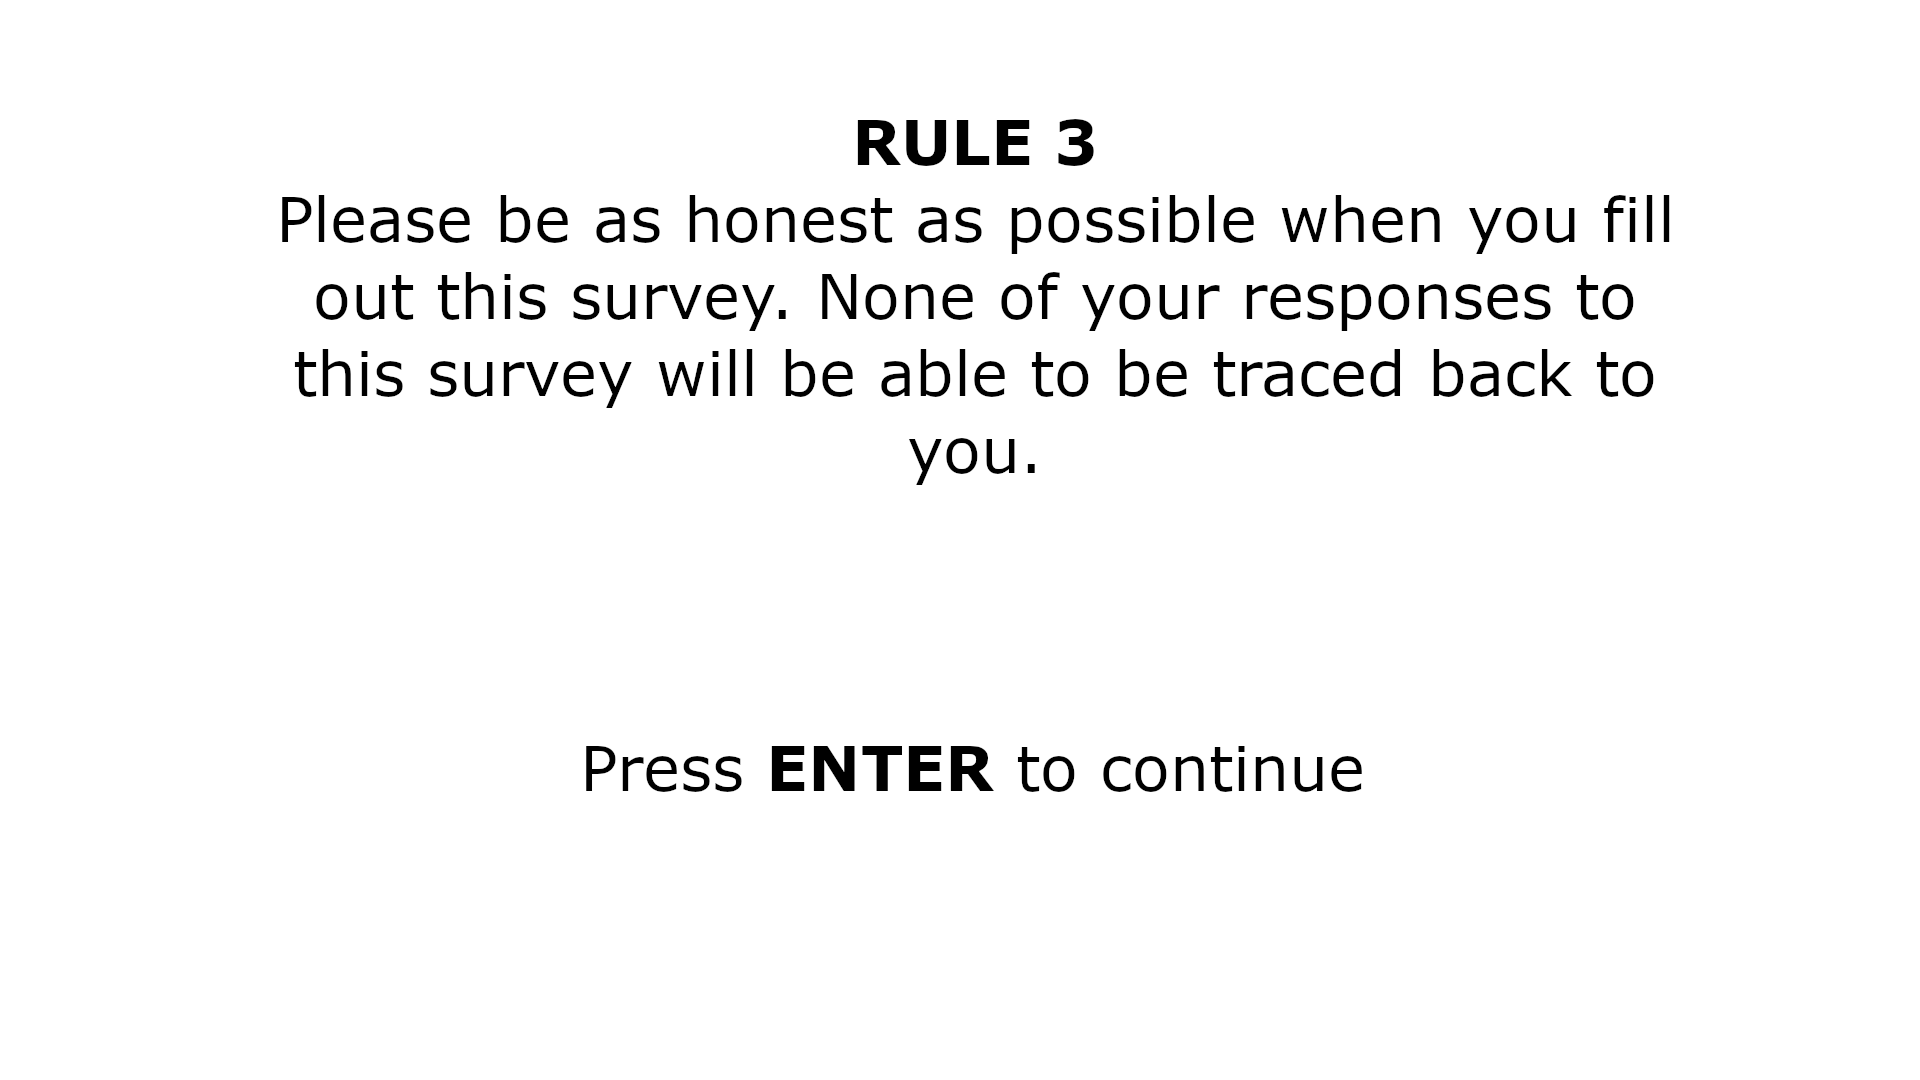 RULE 3
Please be as honest as possible when you fill
out this survey. None of your responses to
this survey will be able to be traced back to
you.
Press ENTER to continue